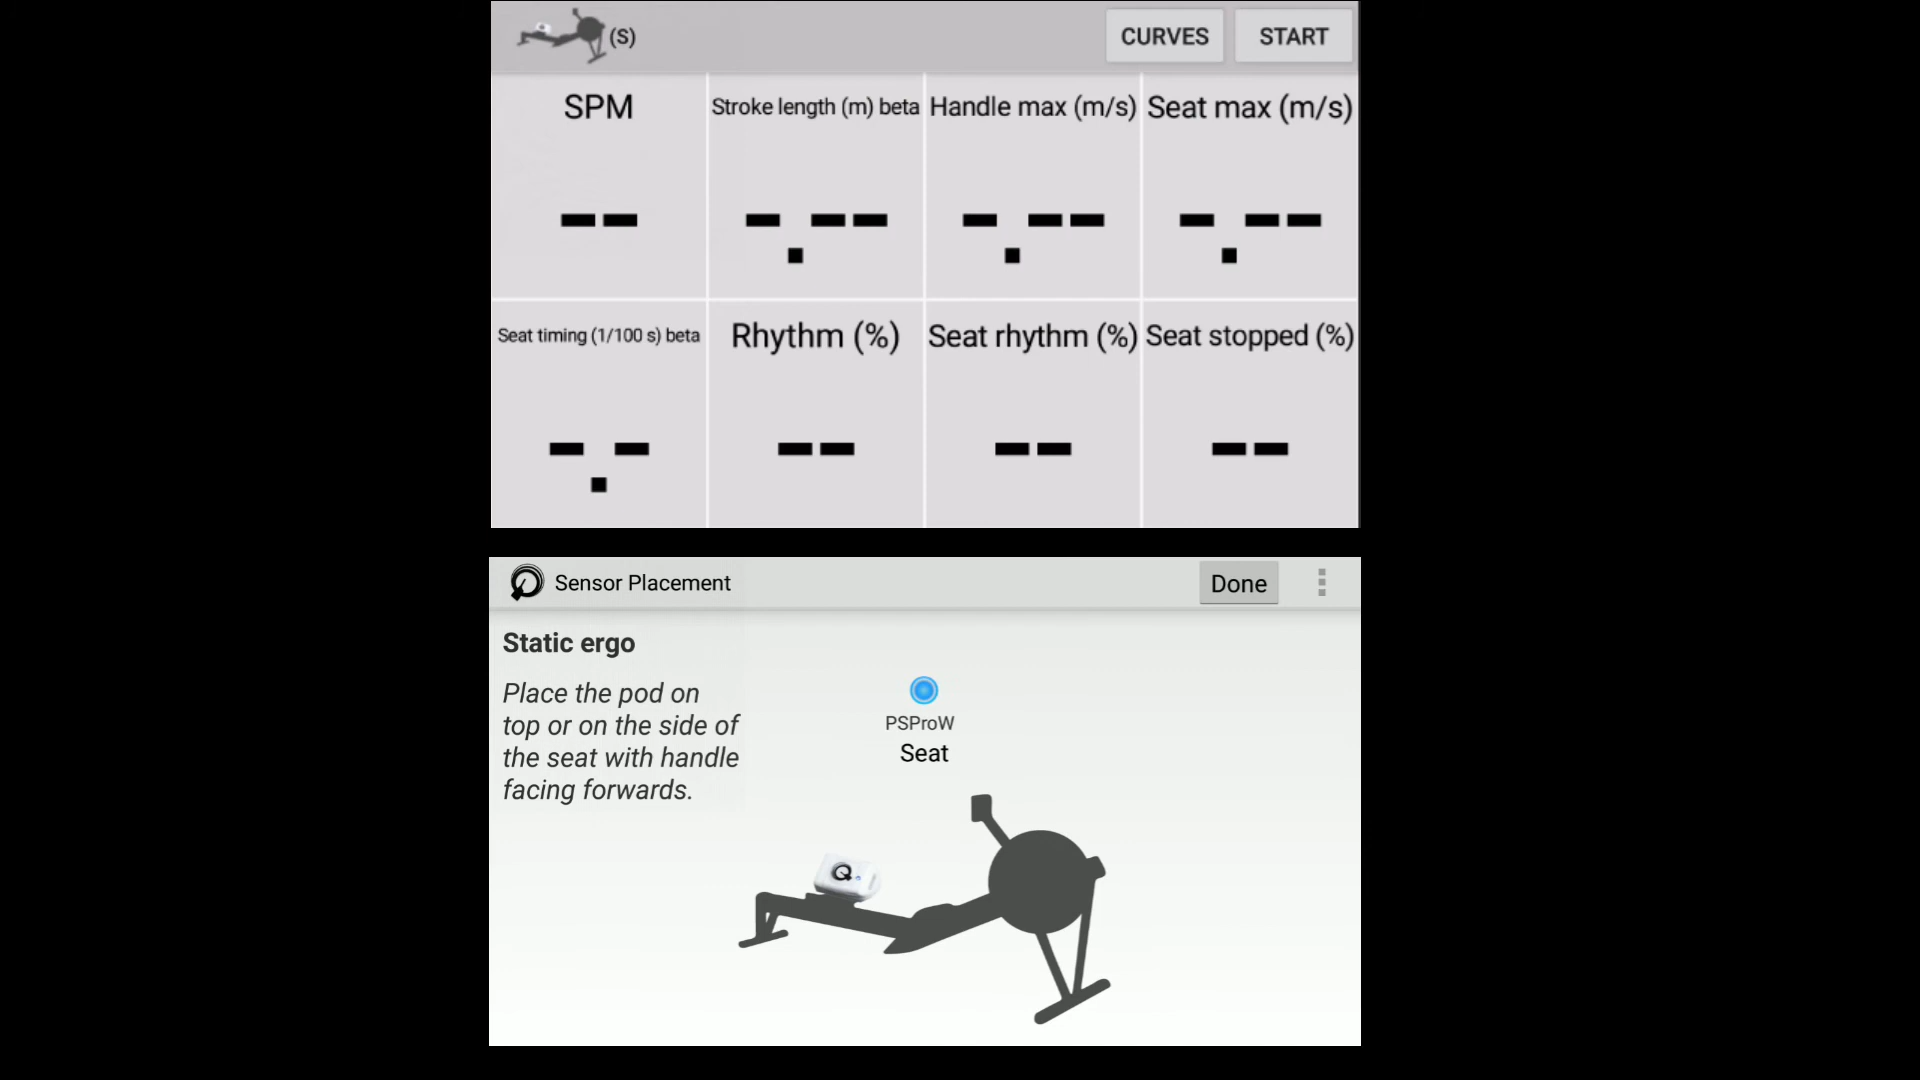 (S)
CURVES
START
SPM
Stroke length (m) beta
Handle max (m/s)
Seat max (m/s)
--
-.--
-.--
-.--
Seat timing (1/100 s) beta
Rhythm (%)
Seat rhythm (%)
Seat stopped (%)
-.-
--
--
--
Sensor Placement
Done
Static ergo
Place the pod on
top or on the side of
the seat with handle
facing forwards.
PSProW
Seat